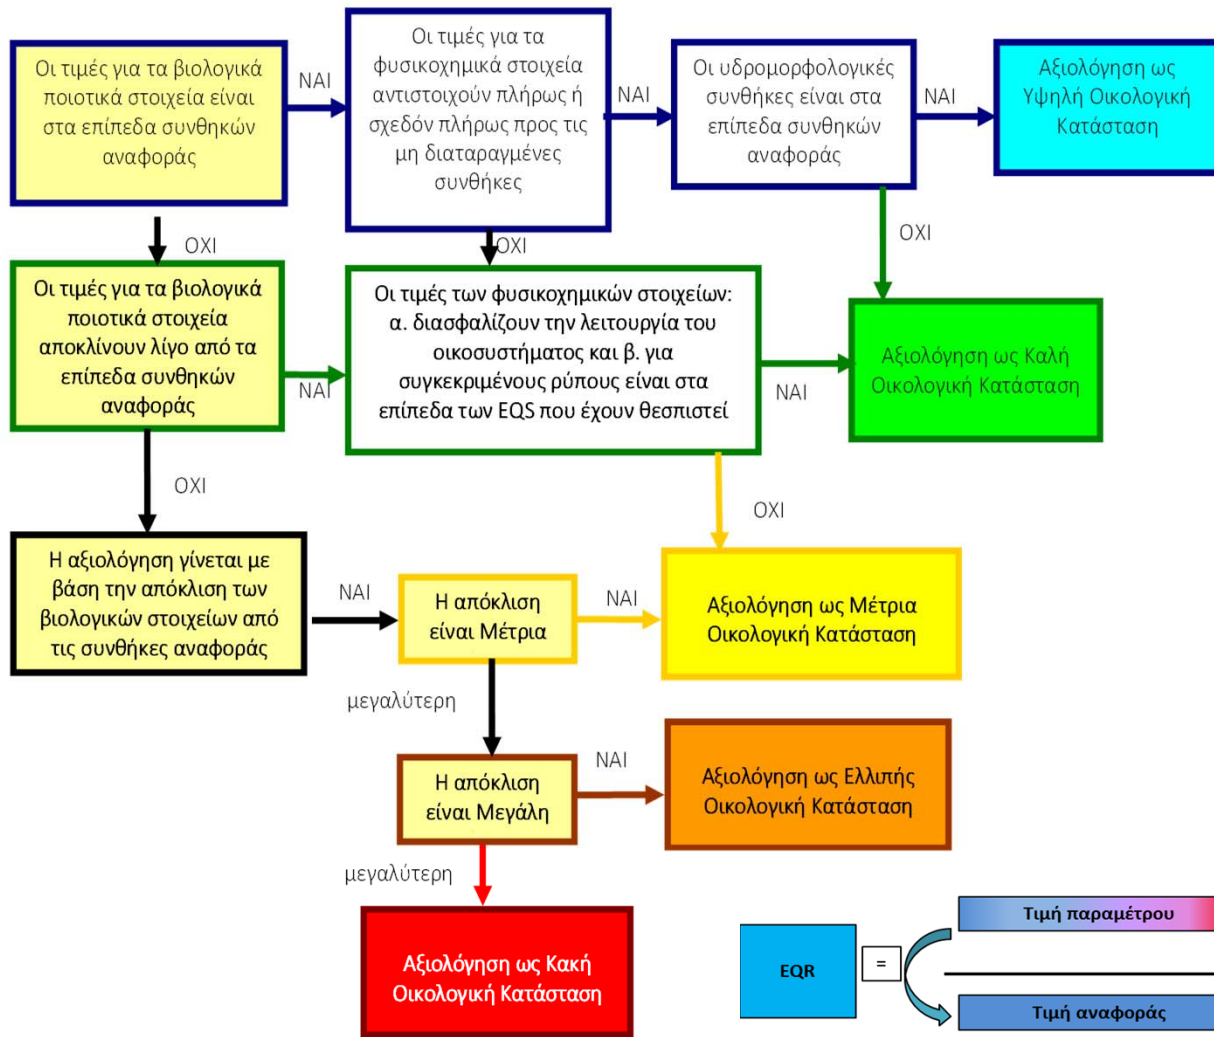 Οι τιμές για τα βιολογικά
ποιοτικά στοιχεία είναι
στα επίπεδα συνθηκών
αναφοράς
ΝΑΙ
Οι τιμές για τα
φυσικοχημικά στοιχεία
αντιστοιχούν πλήρως ή
σχεδόν πλήρως προς τις
μη διαταραγμένες
συνθήκες
ΝΑΙ
Οι υδρομορφολογικές
συνθήκες είναι στα
επίπεδα συνθηκών
αναφοράς
ΝΑΙ
Αξιολόγηση ως
Υψηλή Οικολογική
Κατάσταση
ΟΧΙ
ΟΧΙ
ΟΧΙ
Οι τιμές για τα βιολογικά
ποιοτικά στοιχεία
αποκλίνουν λίγο από τα
επίπεδα συνθηκών
αναφοράς
ΝΑΙ
Οι τιμές των φυσικοχημικών στοιχείων:
α. διασφαλίζουν την λειτουργία του
οικοσυστήματος και β. για
συγκεκριμένους ρύπους είναι στα
επίπεδα των EQS που έχουν θεσπιστεί
ΝΑΙ
Αξιολόγηση ως Καλή
Οικολογική Κατάσταση
ΟΧΙ
ΟΧΙ
Η αξιολόγηση γίνεται με
βάση την απόκλιση των
βιολογικών στοιχείων από
τις συνθήκες αναφοράς
ΝΑΙ
Η απόκλιση
είναι Μέτρια
ΝΑΙ
Αξιολόγηση ως Μέτρια
Οικολογική Κατάσταση
μεγαλύτερη
Η απόκλιση
είναι Μεγάλη
ΝΑΙ
Αξιολόγηση ως Ελλιπής
Οικολογική Κατάσταση
μεγαλύτερη
Αξιολόγηση ως Κακή
Οικολογική Κατάσταση
EQR
=
Τιμή παραμέτρου
Τιμή αναφοράς